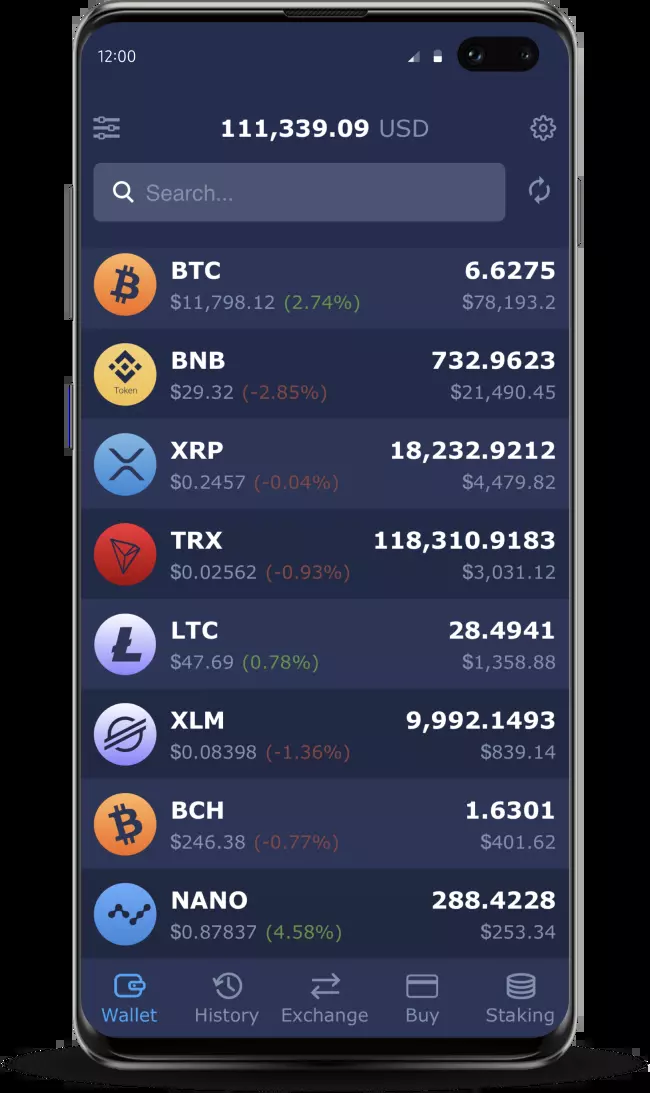 12:00
111,339.09 USD
Search...
BTC 6.6275
$11,798.12 (2.74%) $78,193.2
BNB 732.9623
Token
$29.32 (-2.85%) $21,490.45
XRP 18,232.9212
$0.2457 (-0.04%) $4,479.82
TRX 118,310.9183
$0.02562 (-0.93%) $3,031.12
LTC 28.4941
$47.69 (0.78%) $1,358.88
XLM 9,992.1493
$0.08398 (-1.36%) $839.14
BCH 1.6301
$246.38 (-0.77%) $401.62
NANO 288.4228
$0.87837 (4.58%) $253.34
Wallet History Exchange Buy Staking